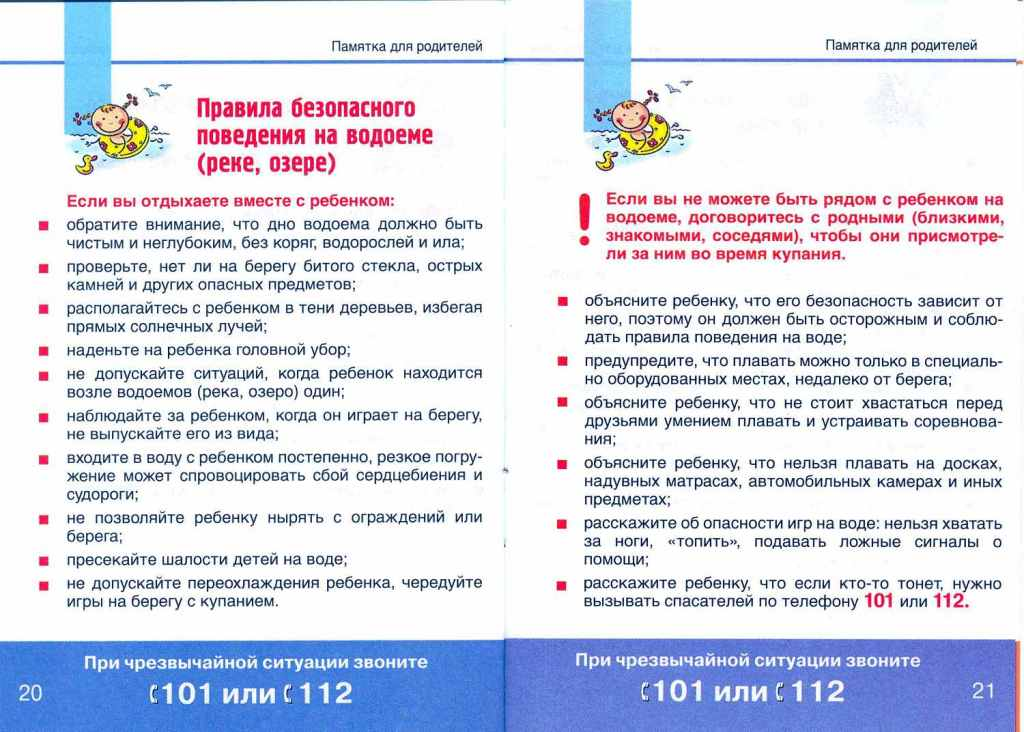 Памятка для родителей
Правила безопасного
поведения на водоеме
(реке, озере)
Если вы отдыхаете вместе с ребенком:
обратите внимание, что дно водоема должно быть
чистым и неглубоким, без коряг, водорослей и ила;
проверьте, нет ли на берегу битого стекла, острых
камней и других опасных предметов;
располагайтесь с ребенком в тени деревьев, избегая
прямых солнечных лучей;
наденьте на ребенка головной убор;
не допускайте ситуаций, когда ребенок находится
возле водоемов (река, озеро) один;
наблюдайте за ребенком, когда он играет на берегу,
не выпускайте его из вида;
входите в воду с ребенком постепенно, резкое погру-
жение может спровоцировать сбой сердцебиения и
судороги;
не позволяйте ребенку нырять с ограждений или
берега;
пресекайте шалости детей на воде;
не допускайте переохлаждения ребенка, чередуйте
игры на берегу с купанием.
При чрезвычайной ситуации звоните
101 или 112
20
Памятка для родителей
! Если вы не можете быть рядом с ребенком на
водоеме, договоритесь с родными (близкими,
знакомыми, соседями), чтобы они присмотре-
ли за ним во время купания.
объясните ребенку, что его безопасность зависит от
него, поэтому он должен быть осторожным и соблю-
дать правила поведения на воде;
предупредите, что плавать можно только в специаль-
но оборудованных местах, недалеко от берега;
объясните ребенку, что не стоит хвастаться перед
друзьями умением плавать и устраивать соревнова-
ния;
объясните ребенку, что нельзя плавать на досках,
надувных матрасах, автомобильных камерах и иных
предметах;
расскажите об опасности игр на воде: нельзя хватать
за ноги, «топить», подавать ложные сигналы о
помощи;
расскажите ребенку, что если кто-то тонет, нужно
вызывать спасателей по телефону 101 или 112.
При чрезвычайной ситуации звоните
101 или 112
21